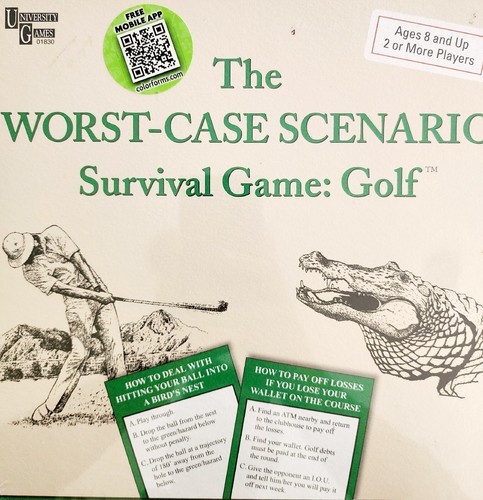 UNIVERSITY
GAMES
01830
FREE
MOBILE APP
colorforms.com
Ages 8 and Up
2 or More Players
The
WORST-CASE SCENARIO
Survival Game: Golf™
HOW TO DEAL WITH
HITTING YOUR BALL INTO
A BIRD'S NEST
A. Play through.
B. Drop the ball from the nest
to the green/hazard below
without penalty.
C. Drop the ball at a trajectory
of 180° away from the
hole to the green/hazard
below.
HOW TO PAY OFF LOSSES
IF YOU LOSE YOUR
WALLET ON THE COURSE
A. Find an ATM nearby and return
to the clubhouse to pay off
the losses.
B. Find your wallet. Golf debts
must be paid at the end of
the round.
C. Give the opponent an I.O.U.
and tell him/her you will pay it
off next week.